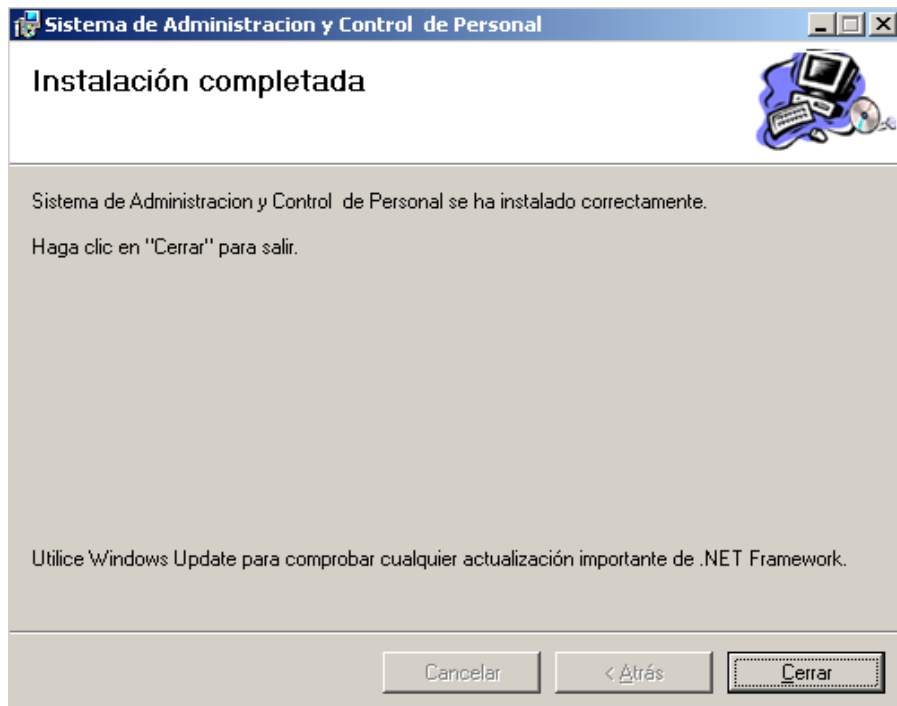 Sistema de Administracion y Control  de Personal
Instalación completada
Sistema de Administracion y Control  de Personal se ha instalado correctamente.
Haga clic en "Cerrar" para salir.
Utilice Windows Update para comprobar cualquier actualización importante de .NET Framework.
Cancelar
< Atrás
Cerrar